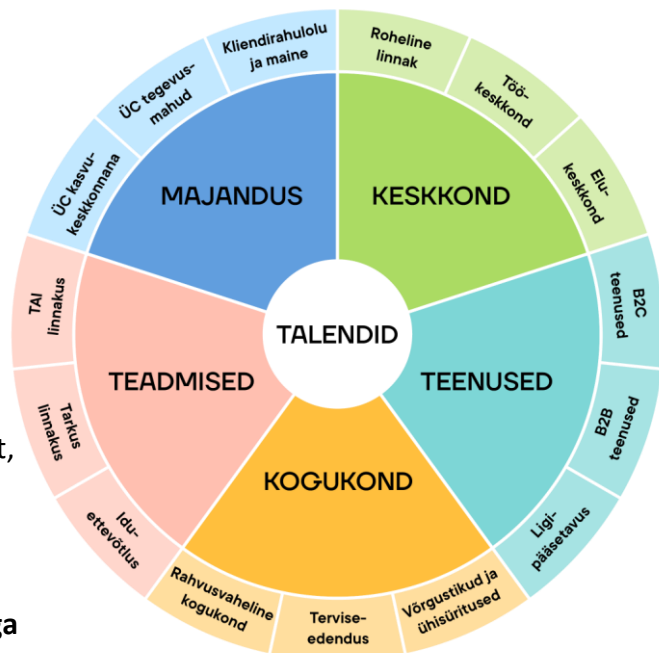 Kliendirahulolu
ja maine
Roheline
linnak
Töö-
keskkond
Elu-
keskkond
ÜC tegevus-
mahud
ÜC kasvu-
keskkonnana
MAJANDUS
KESKKOND
TAI
linnakus
B2C
teenused
TALENDID
TEADMISED
TEENUSED
Tarkus
linnakus
B2B
teenused
t,
KOGUKOND
Idu-
ettevõtlus
Ligi-
pääsetavus
Rahvusvaheline
kogukond
Tervise-
edendus
Võrgustikud ja
ühisüritused
ga